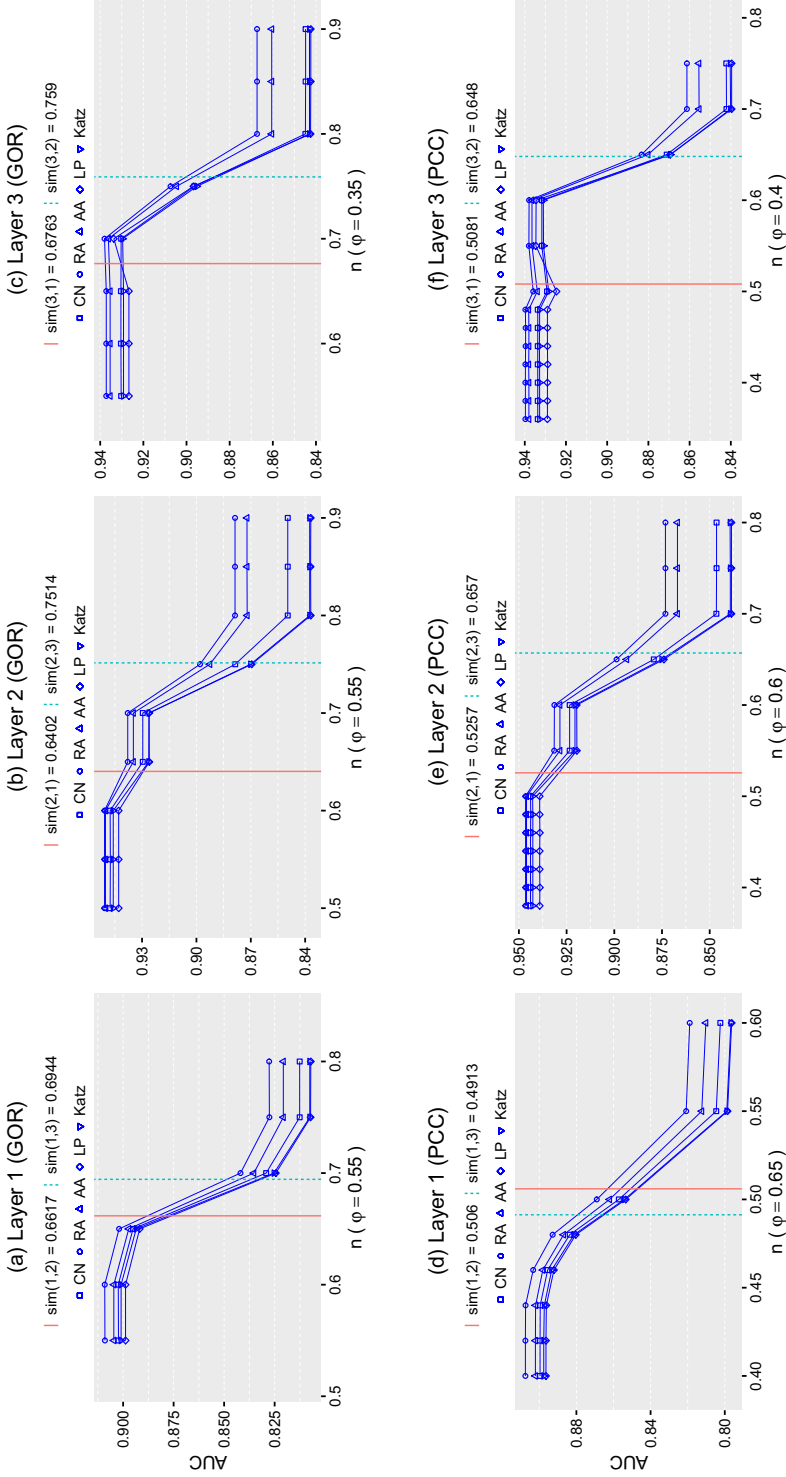 (a) Layer 1 (GOR)
sim(1,2) = 0.6617 sim(1,3) = 0.6944
CN RA AA LP Katz
AUC
0.900
0.875
0.850
0.825
0.5 0.6 0.7 0.8
n ( φ= 0.55)
(b) Layer 2 (GOR)
sim(2,1) = 0.6402 sim(2,3) = 0.7514
CN RA AA LP Katz
0.93
0.90
0.87
0.84
0.5 0.6 0.7 0.8 0.9
n ( φ= 0.55)
(c) Layer 3 (GOR)
sim(3,1) = 0.6763 sim(3,2) = 0.759
CN RA AA LP Katz
0.94
0.92
0.90
0.88
0.86
0.84
0.6 0.7 0.8 0.9
n ( φ= 0.35)
(d) Layer 1 (PCC)
sim(1,2) = 0.506 sim(1,3) = 0.4913
CN RA AA LP Katz
AUC
0.88
0.84
0.80
0.40 0.45 0.50 0.55 0.60
n ( φ= 0.65)
(e) Layer 2 (PCC)
sim(2,1) = 0.5257 sim(2,3) = 0.657
CN RA AA LP Katz
0.950
0.925
0.900
0.875
0.850
0.4 0.5 0.6 0.7 0.8
n ( φ= 0.6)
(f) Layer 3 (PCC)
sim(3,1) = 0.5081 sim(3,2) = 0.648
CN RA AA LP Katz
0.94
0.92
0.90
0.88
0.86
0.84
0.4 0.5 0.6 0.7 0.8
n ( φ= 0.4)